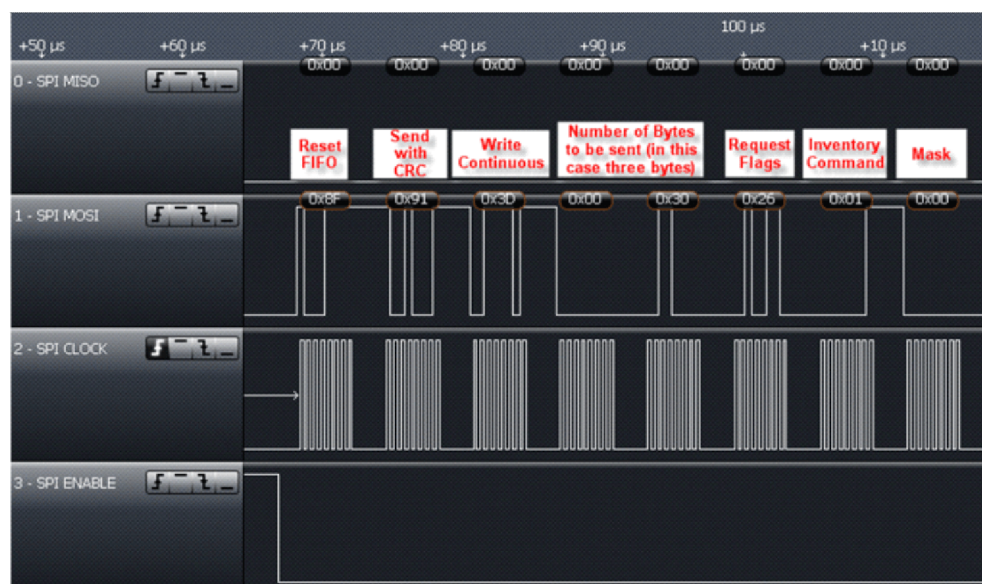 100 µs
+50 µs +60 µs +70 µs +80 µs +90 µs +10 µs
0x00 0x00 0x00 0x00 0x00 0x00 0x00 0x00
0 - SPI MISO
Reset
FIFO
Send
with
CRC
Write
Continuous
Number of Bytes
to be sent (in this
case three bytes)
Request
Flags
Inventory
Command
Mask
0x8F 0x91 0x3D 0x00 0x30 0x26 0x01 0x00
1 - SPI MOSI
2 - SPI CLOCK
3 - SPI ENABLE